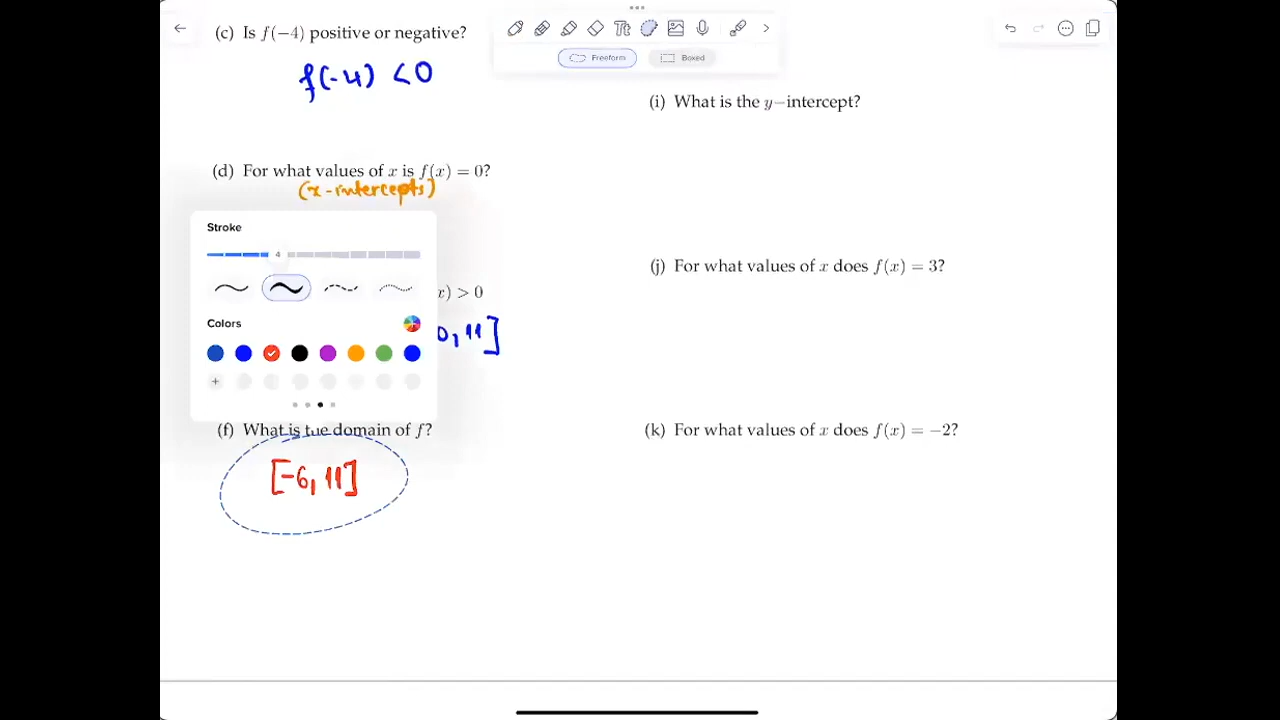 (c) Is f(−4) positive or negative?
f(-4) <0
(d) For what values of x is f(x) = 0?
(x-intercepts)
x) > 0
0, 11]
(f) What is the domain of f?
[-6, 11]
Tt
Freeform
Boxed
Stroke
4
Colors
(i) What is the y−intercept?
(j) For what values of x does f(x) = 3?
(k) For what values of x does f(x) = −2?